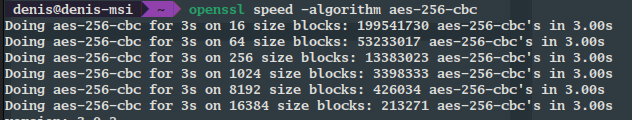 denis@denis-msi ~ openssl speed -algorithm aes-256-cbc
Doing aes-256-cbc for 3s on 16 size blocks: 199541730 aes-256-cbc's in 3.00s
Doing aes-256-cbc for 3s on 64 size blocks: 53233017 aes-256-cbc's in 3.00s
Doing aes-256-cbc for 3s on 256 size blocks: 13383023 aes-256-cbc's in 3.00s
Doing aes-256-cbc for 3s on 1024 size blocks: 3398333 aes-256-cbc's in 3.00s
Doing aes-256-cbc for 3s on 8192 size blocks: 426034 aes-256-cbc's in 3.00s
Doing aes-256-cbc for 3s on 16384 size blocks: 213271 aes-256-cbc's in 3.00s